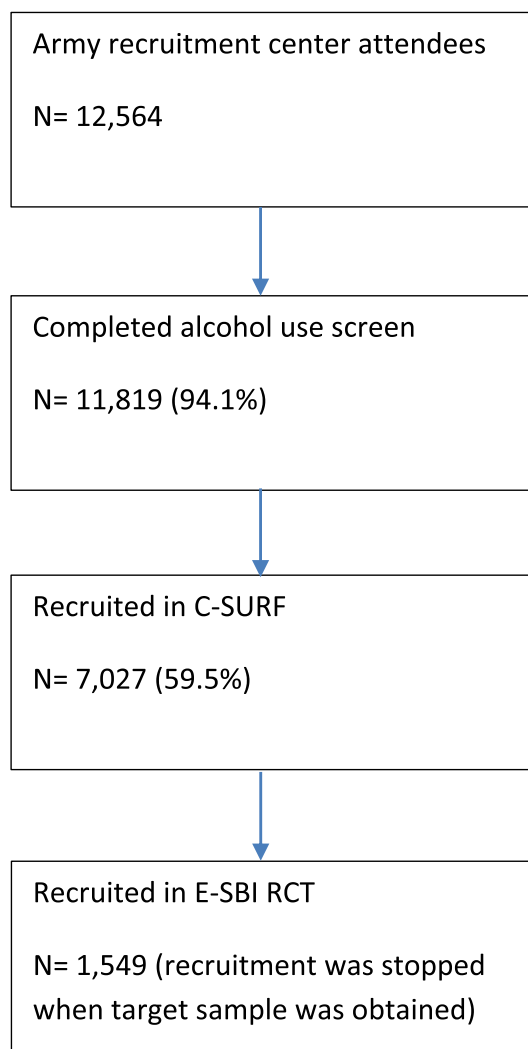 Army recruitment center attendees
N= 12,564
Completed alcohol use screen
N= 11,819 (94.1%)
Recruited in C-SURF
N= 7,027 (59.5%)
Recruited in E-SBI RCT
N= 1,549 (recruitment was stopped
when target sample was obtained)